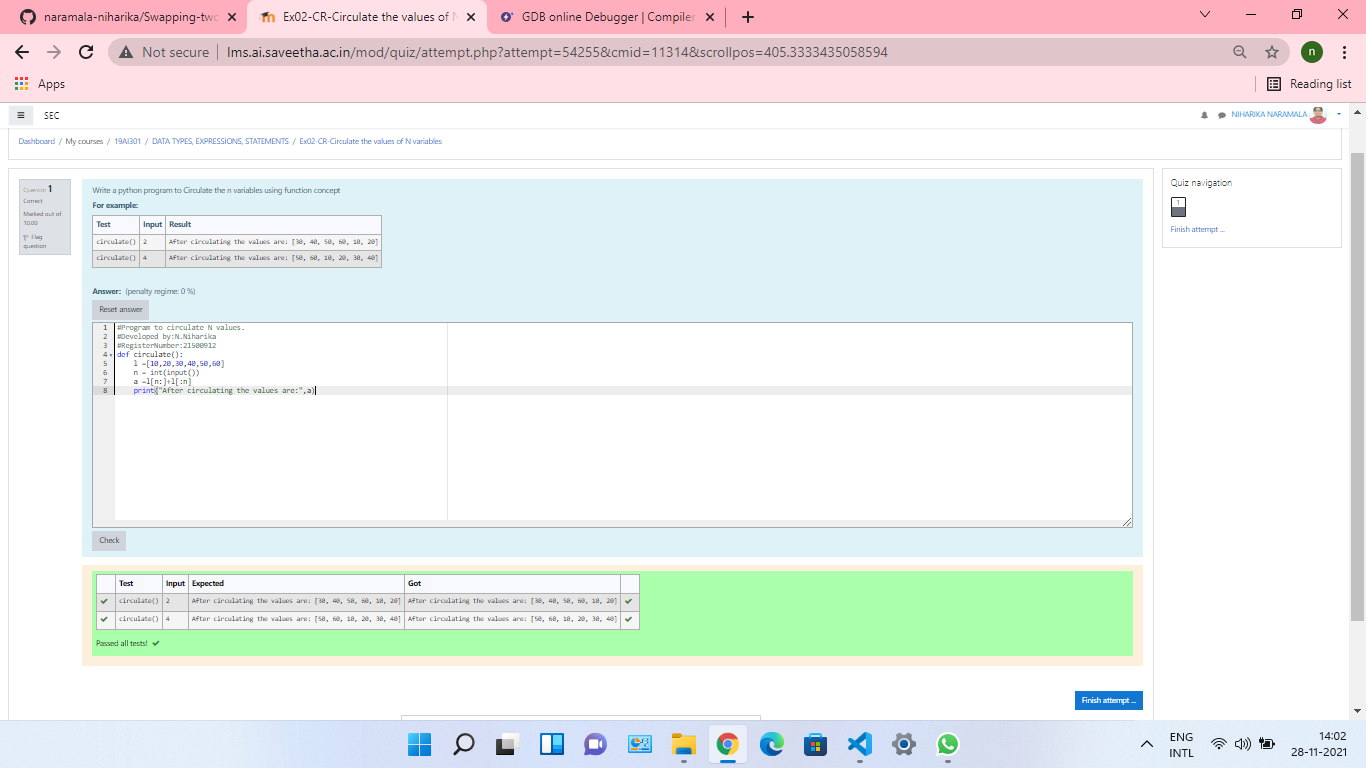 naramala-niharika/Swapping-two
Ex02-CR-Circulate the values of N
GDB online Debugger | Compiler
Not secure
lms.ai.saveetha.ac.in/mod/quiz/attempt.php?attempt=54255&cmid=11314&scrollpos=405.3333435058594
n
Apps
Reading list
SEC
NIHARIKA NARAMALA
Dashboard / My courses / 19AI301 / DATA TYPES, EXPRESSIONS, STATEMENTS / Ex02-CR-Circulate the values of N variables
Question 1
Correct
Marked out of
10.00
Flag
question
Write a python program to Circulate the n variables using function concept
For example:
Test Input Result
circulate() 2 After circulating the values are: [30, 40, 50, 60, 10, 20]
circulate() 4 After circulating the values are: [50, 60, 10, 20, 30, 40]
Answer: (penalty regime: 0 %)
Reset answer
1 #Program to circulate N values.
2 #Developed by:N.Niharika
3 #RegisterNumber:21500912
4 def circulate():
5 l =[10,20,30,40,50,60]
6 n = int(input())
7 a =l[n:]+l[:n]
8 print("After circulating the values are:",a)
Check
Test Input Expected Got
circulate() 2 After circulating the values are: [30, 40, 50, 60, 10, 20] After circulating the values are: [30, 40, 50, 60, 10, 20]
circulate() 4 After circulating the values are: [50, 60, 10, 20, 30, 40] After circulating the values are: [50, 60, 10, 20, 30, 40]
Passed all tests!
Finish attempt ...
Quiz navigation
1
Finish attempt ...
ENG
INTL
14:02
28-11-2021